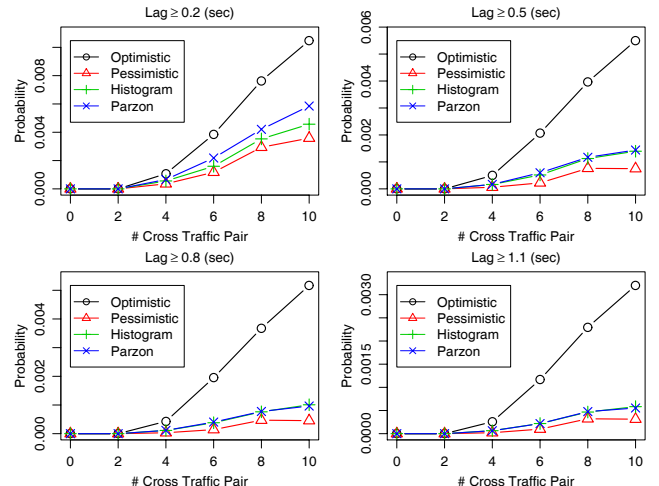 Lag ≥ 0.2 (sec)
Probability
0.000 0.004 0.008
Optimistic
Pessimistic
Histogram
Parzon
0 2 4 6 8 10
# Cross Traffic Pair
Lag ≥ 0.5 (sec)
Probability
0.000 0.002 0.004 0.006
Optimistic
Pessimistic
Histogram
Parzon
0 2 4 6 8 10
# Cross Traffic Pair
Lag ≥ 0.8 (sec)
Probability
0.000 0.002 0.004
Optimistic
Pessimistic
Histogram
Parzon
0 2 4 6 8 10
# Cross Traffic Pair
Lag ≥ 1.1 (sec)
Probability
0.0000 0.0015 0.0030
Optimistic
Pessimistic
Histogram
Parzon
0 2 4 6 8 10
# Cross Traffic Pair